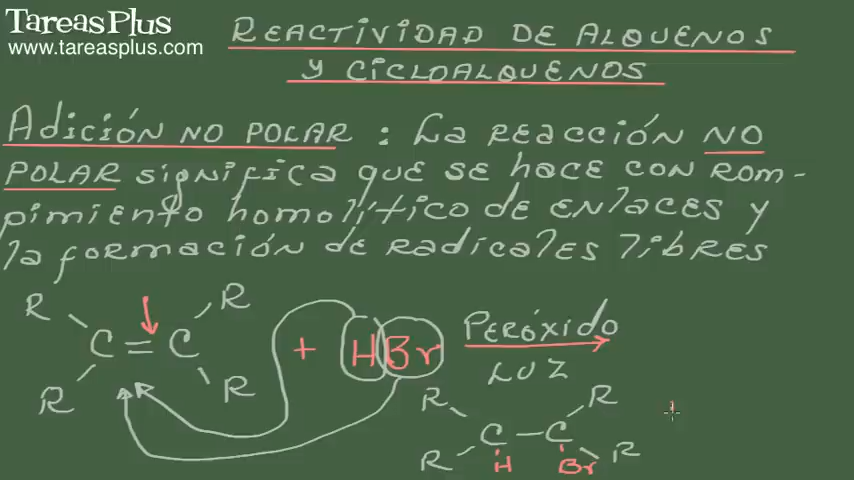 TareasPlus
www.tareasplus.com
REACTIVIDAD DE ALQUENOS
Y CICLOALQUENOS
ADICIÓN NO POLAR : LA REACCIÓN NO
POLAR significa que se hace con ROM-
pimiento homolítico de enlaces y
la formación de radicales libres
R R
C = C + H Br PERÓXIDO
LUZ
R R
R R
C - C
R H Br R